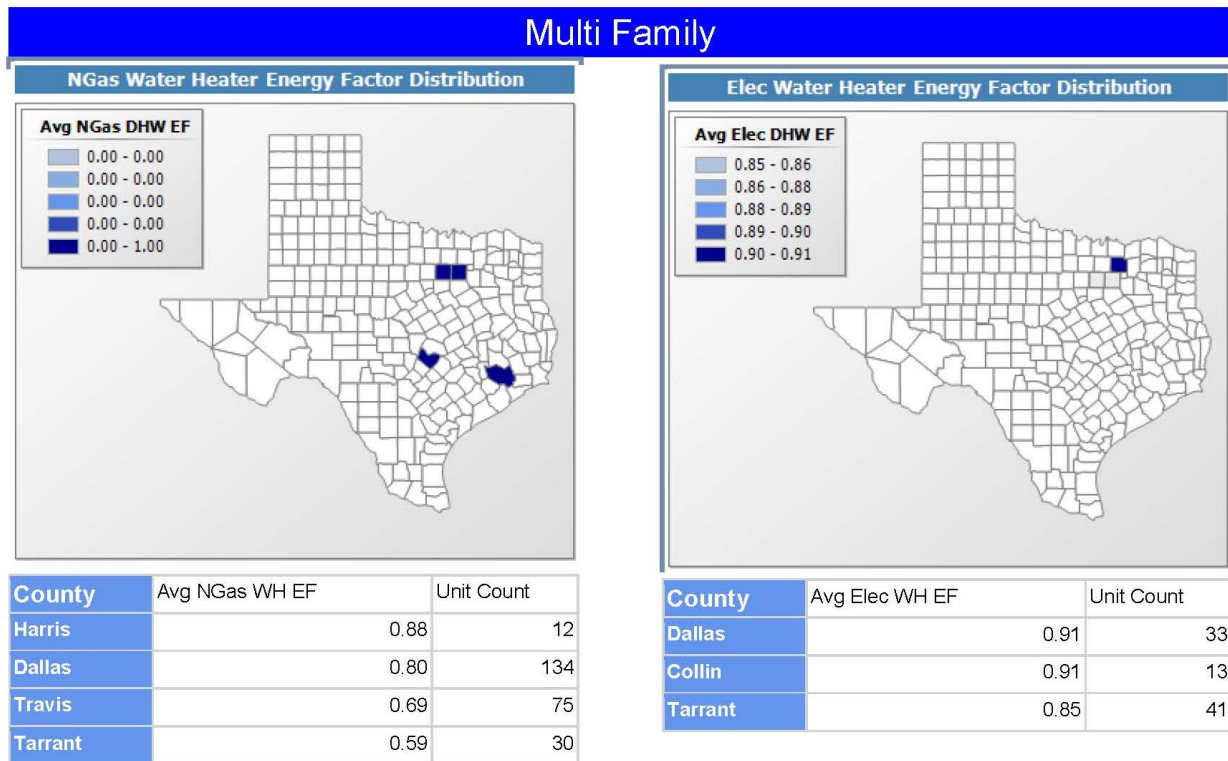 Multi Family
NGas Water Heater Energy Factor Distribution
Avg NGas DHW EF
0.00 - 0.00
0.00 - 0.00
0.00 - 0.00
0.00 - 0.00
0.00 - 1.00
County Avg NGas WH EF Unit Count
Harris 0.88 12
Dallas 0.80 134
Travis 0.69 75
Tarrant 0.59 30
Elec Water Heater Energy Factor Distribution
Avg Elec DHW EF
0.85 - 0.86
0.86 - 0.88
0.88 - 0.89
0.89 - 0.90
0.90 - 0.91
County Avg Elec WH EF Unit Count
Dallas 0.91 33
Collin 0.91 13
Tarrant 0.85 41